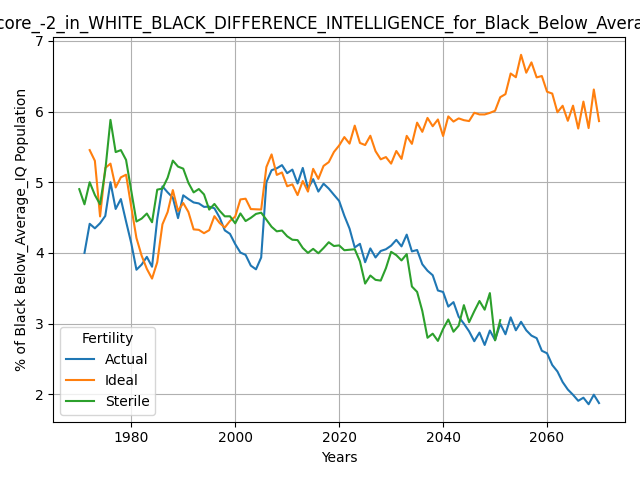 core_-2_in_WHITE_BLACK_DIFFERENCE_INTELLIGENCE_for_Black_Below_Avera
% of Black Below_Average_IQ Population
7
6
5
4
3
2
Fertility
Actual
Ideal
Sterile
1980 2000 2020 2040 2060
Years